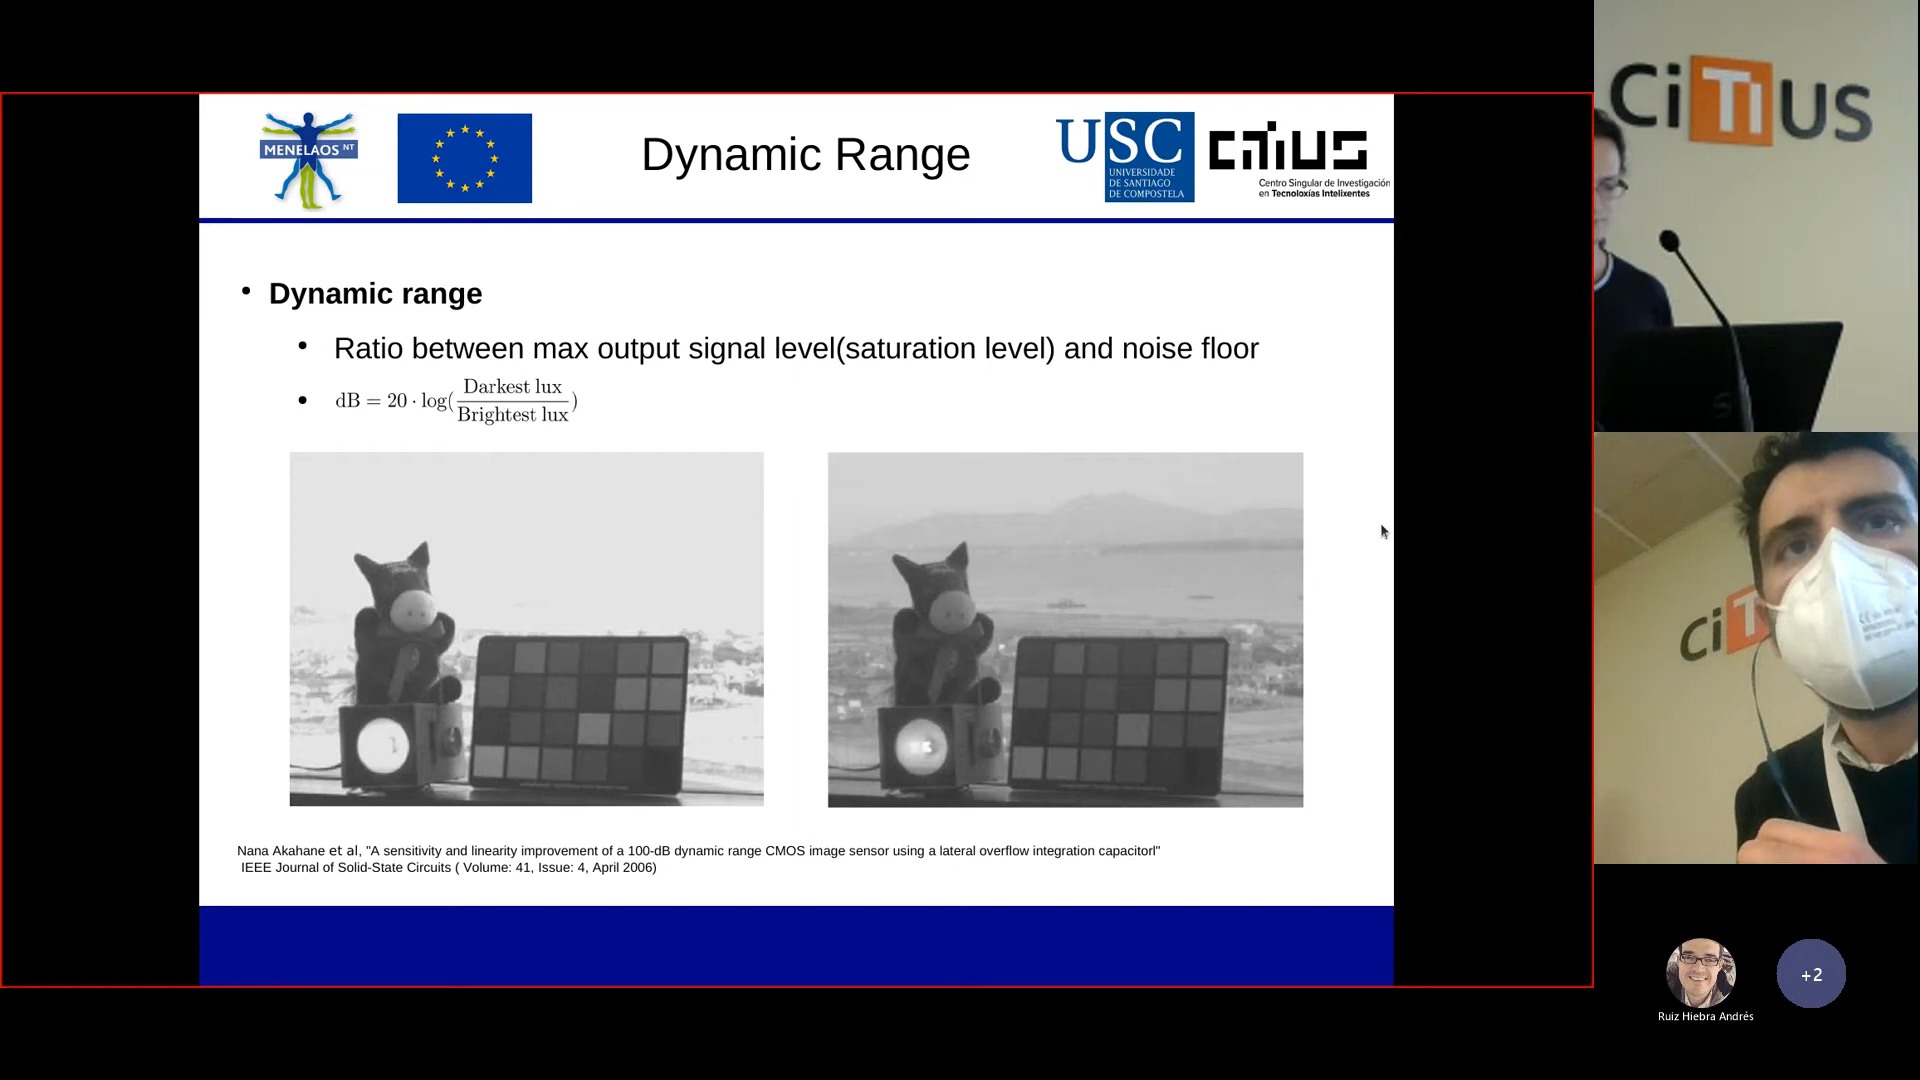 MENELAOS NT
Dynamic Range
USC
UNIVERSIDADE
DE SANTIAGO
DE COMPOSTELA
CiTIUS
Centro Singular de Investigación
en Tecnoloxías Intelixentes
• Dynamic range
• Ratio between max output signal level(saturation level) and noise floor
• dB = 20 · log(Darkest lux / Brightest lux)
Nana Akahane et al, "A sensitivity and linearity improvement of a 100-dB dynamic range CMOS image sensor using a lateral overflow integration capacitorl"
IEEE Journal of Solid-State Circuits ( Volume: 41, Issue: 4, April 2006)
CiTIUS
CiT
Ruiz Hiebra Andrés
+2